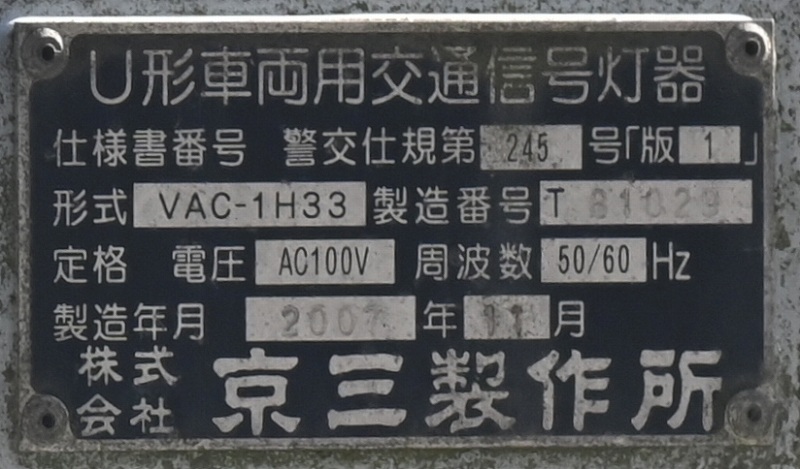 U形車両用交通信号灯器
仕様書番号 警交仕規第 245 号「版 1」
形式 VAC-1H33 製造番号 T 61029
定格 電圧 AC100V 周波数 50/60 Hz
製造年月 2007 年 11 月
株式会社 京三製作所